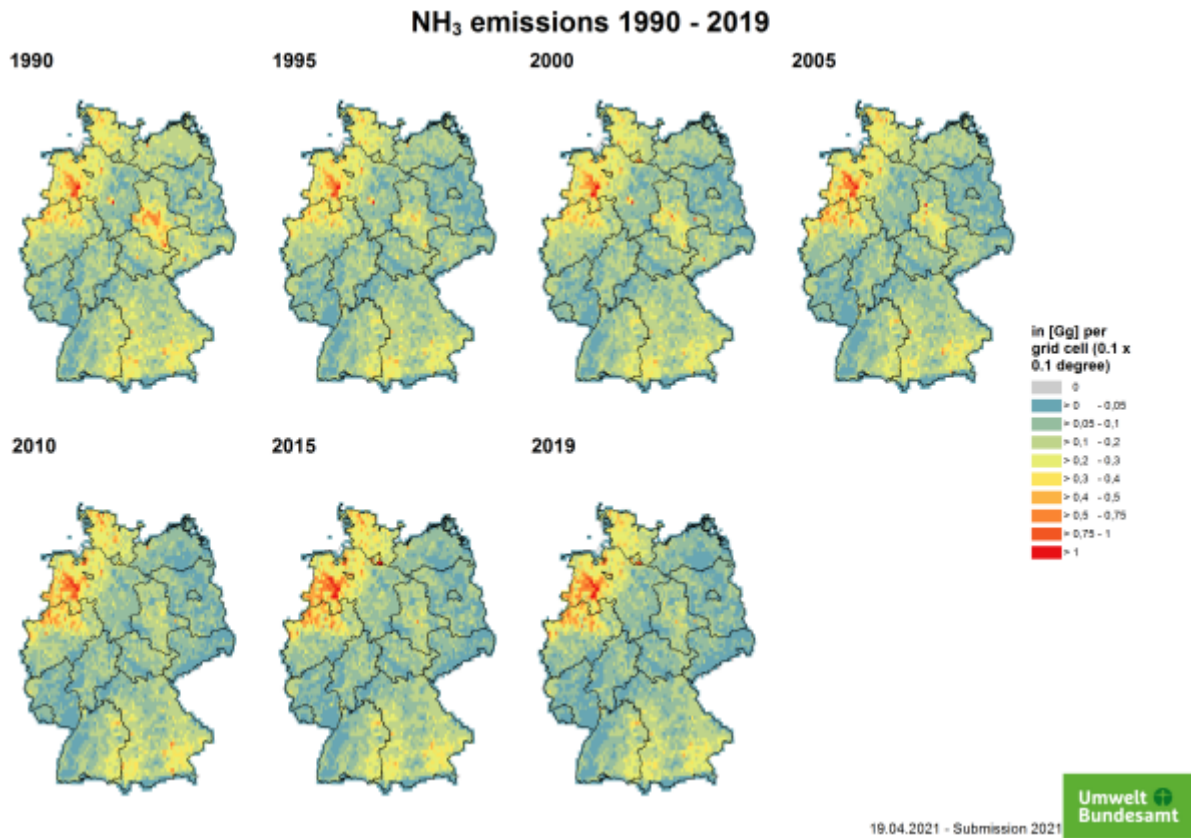 NH₃ emissions 1990 - 2019
1990
1995
2000
2005
in [Gg] per
grid cell (0.1 x
0.1 degree)
0
> 0 - 0,05
> 0,05 - 0,1
> 0,1 - 0,2
> 0,2 - 0,3
> 0,3 - 0,4
> 0,4 - 0,5
> 0,5 - 0,75
> 0,75 - 1
> 1
2010
2015
2019
Umwelt
Bundesamt
19.04.2021 - Submission 2021